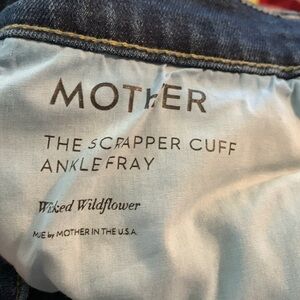 MOTHER
THE SCRAPPER CUFF
ANKLE FRAY
Wicked Wildflower
MADE by MOTHER IN THE U.S.A.